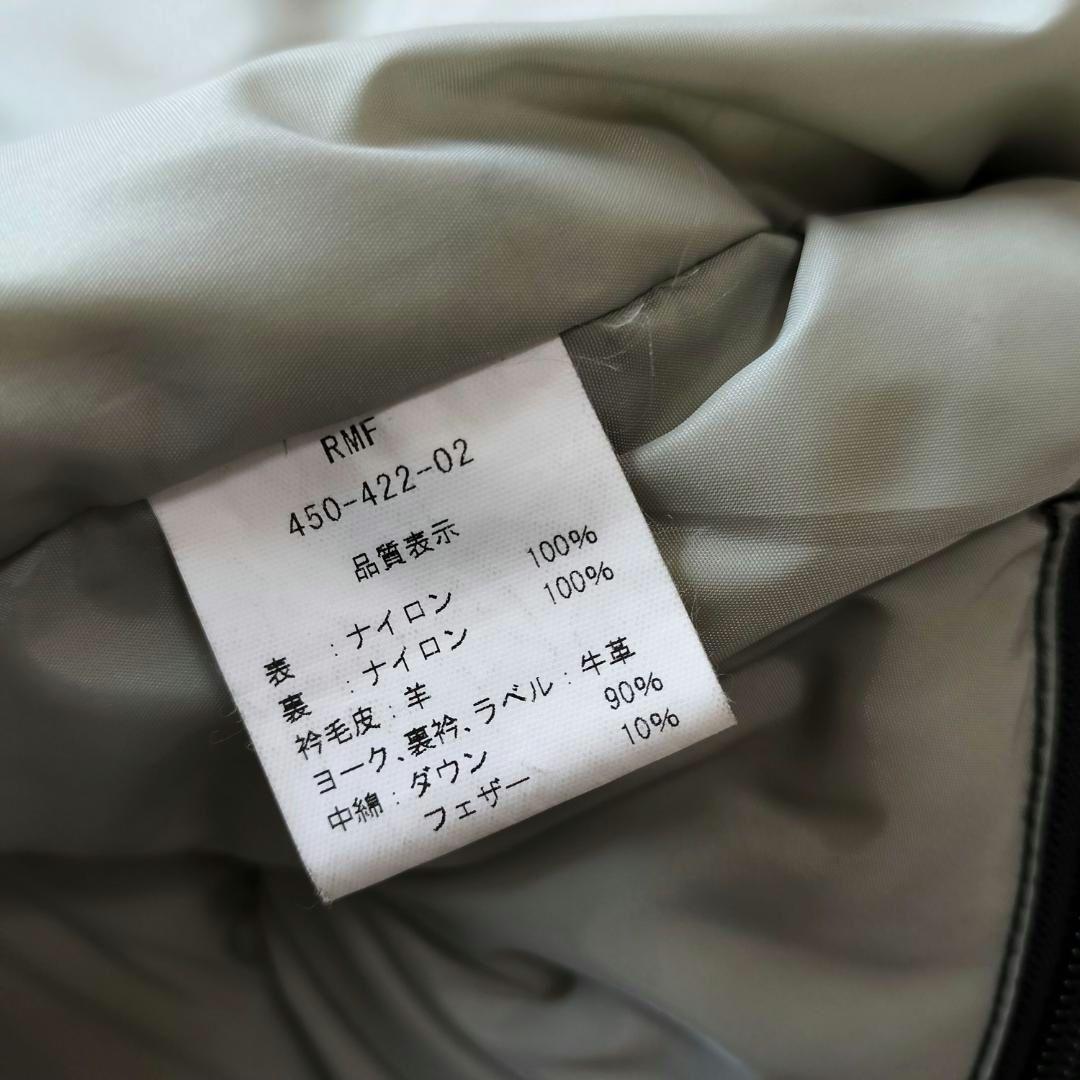 RMF
450-422-02
品質表示
表 : ナイロン 100%
裏 : ナイロン 100%
衿毛皮 : 羊
ヨーク、裏衿、ラベル : 牛革
中綿 : ダウン 90%
フェザー 10%